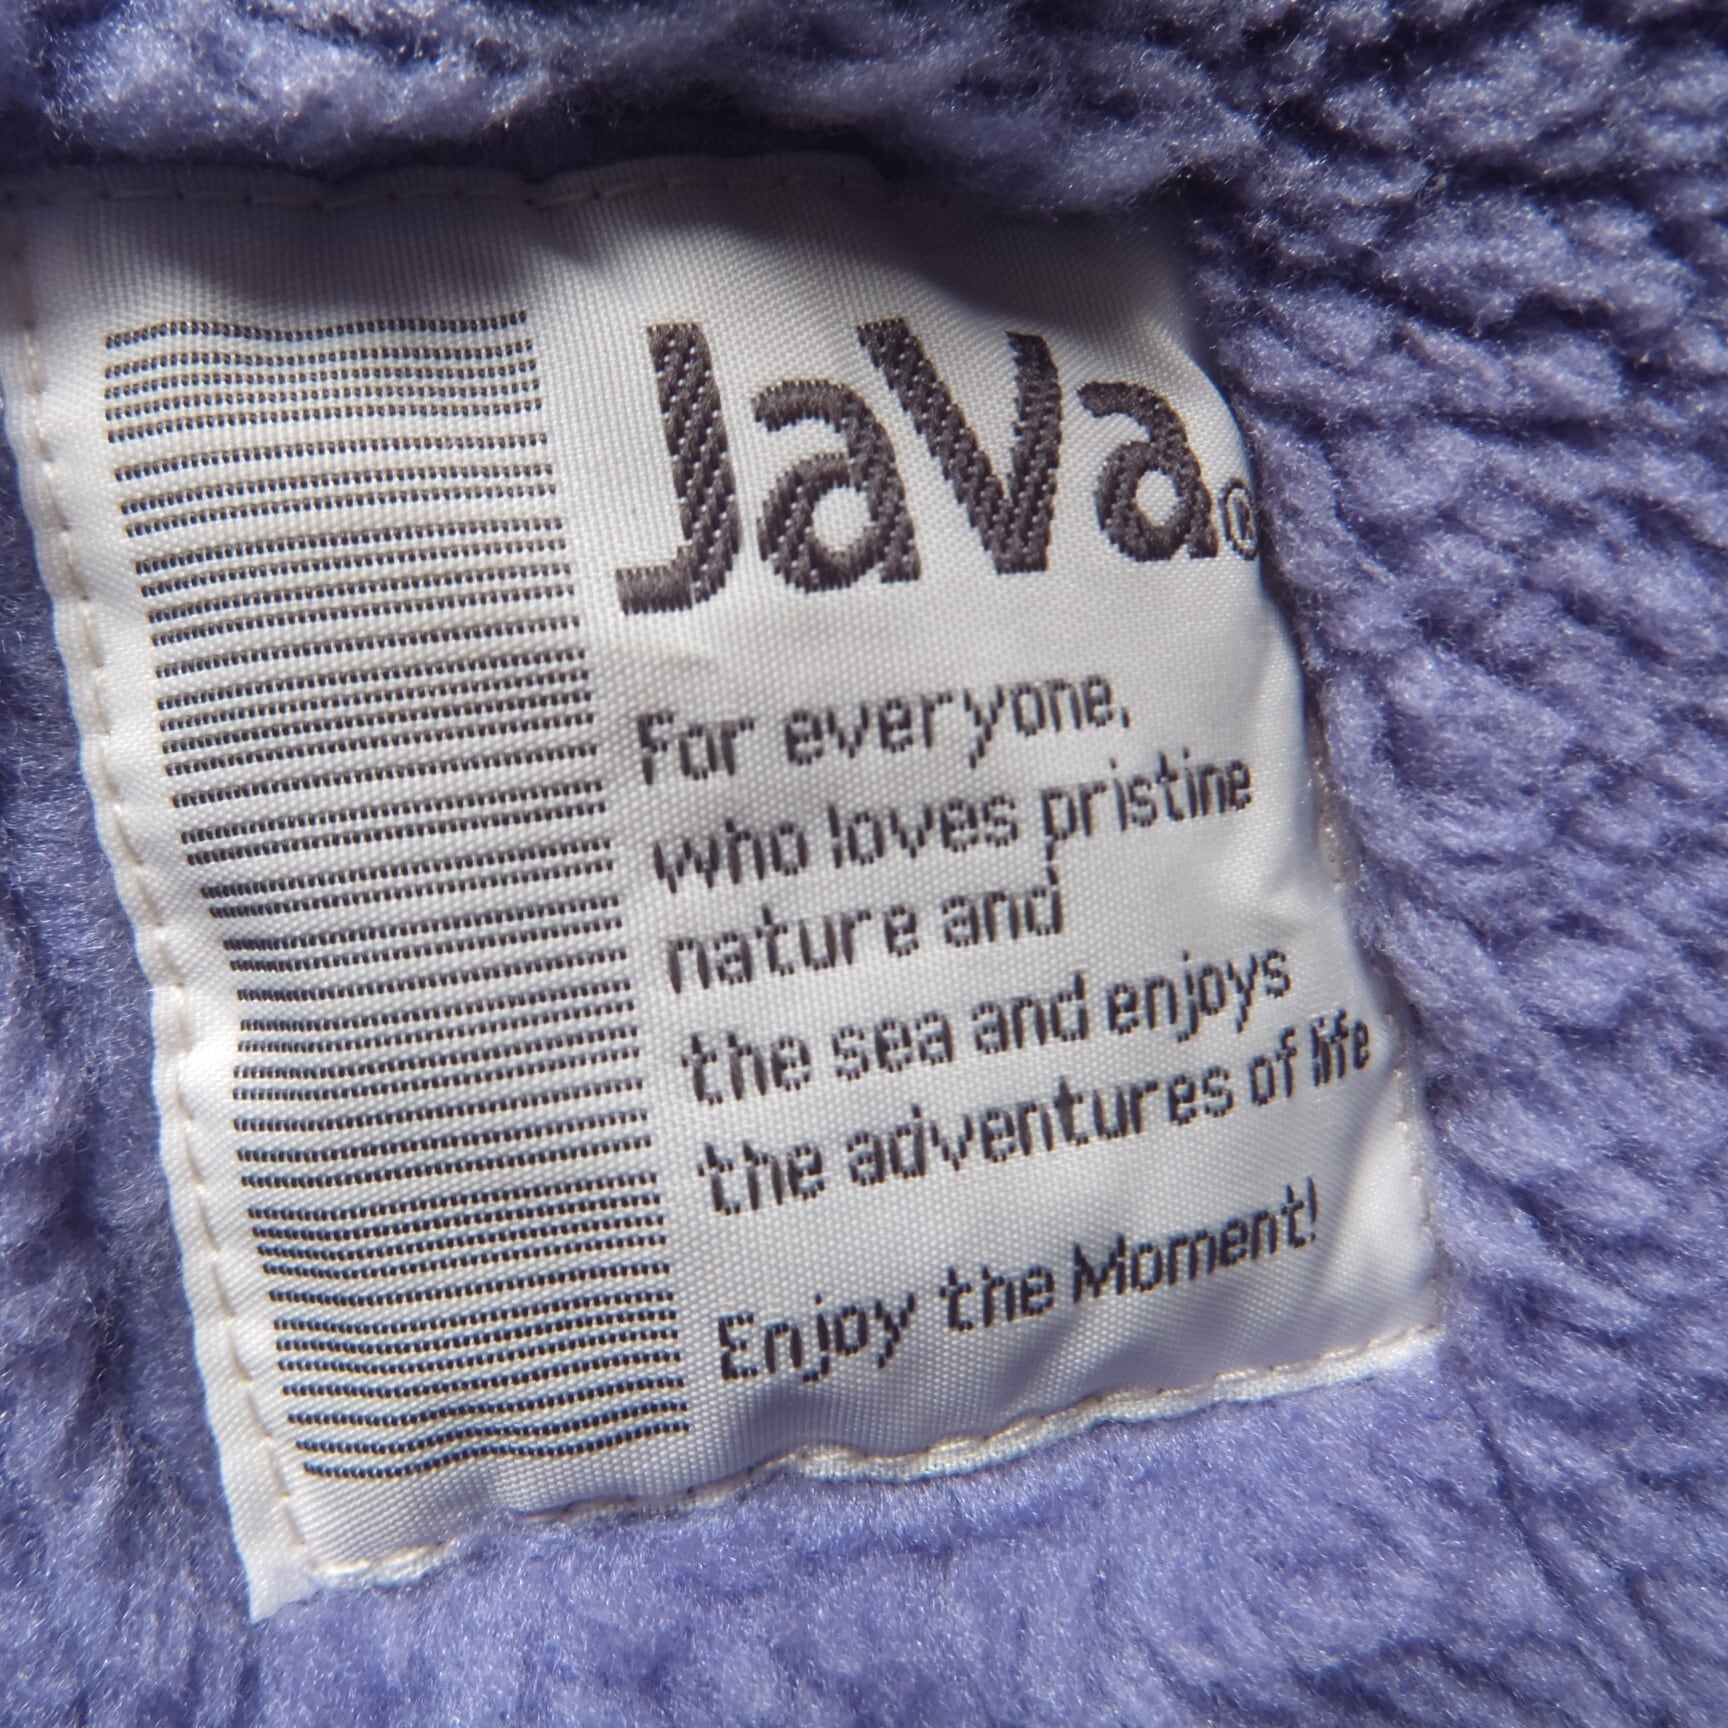 JaVa®
For everyone,
who loves pristine
nature and
the sea and enjoys
the adventures of life
Enjoy the Moment!